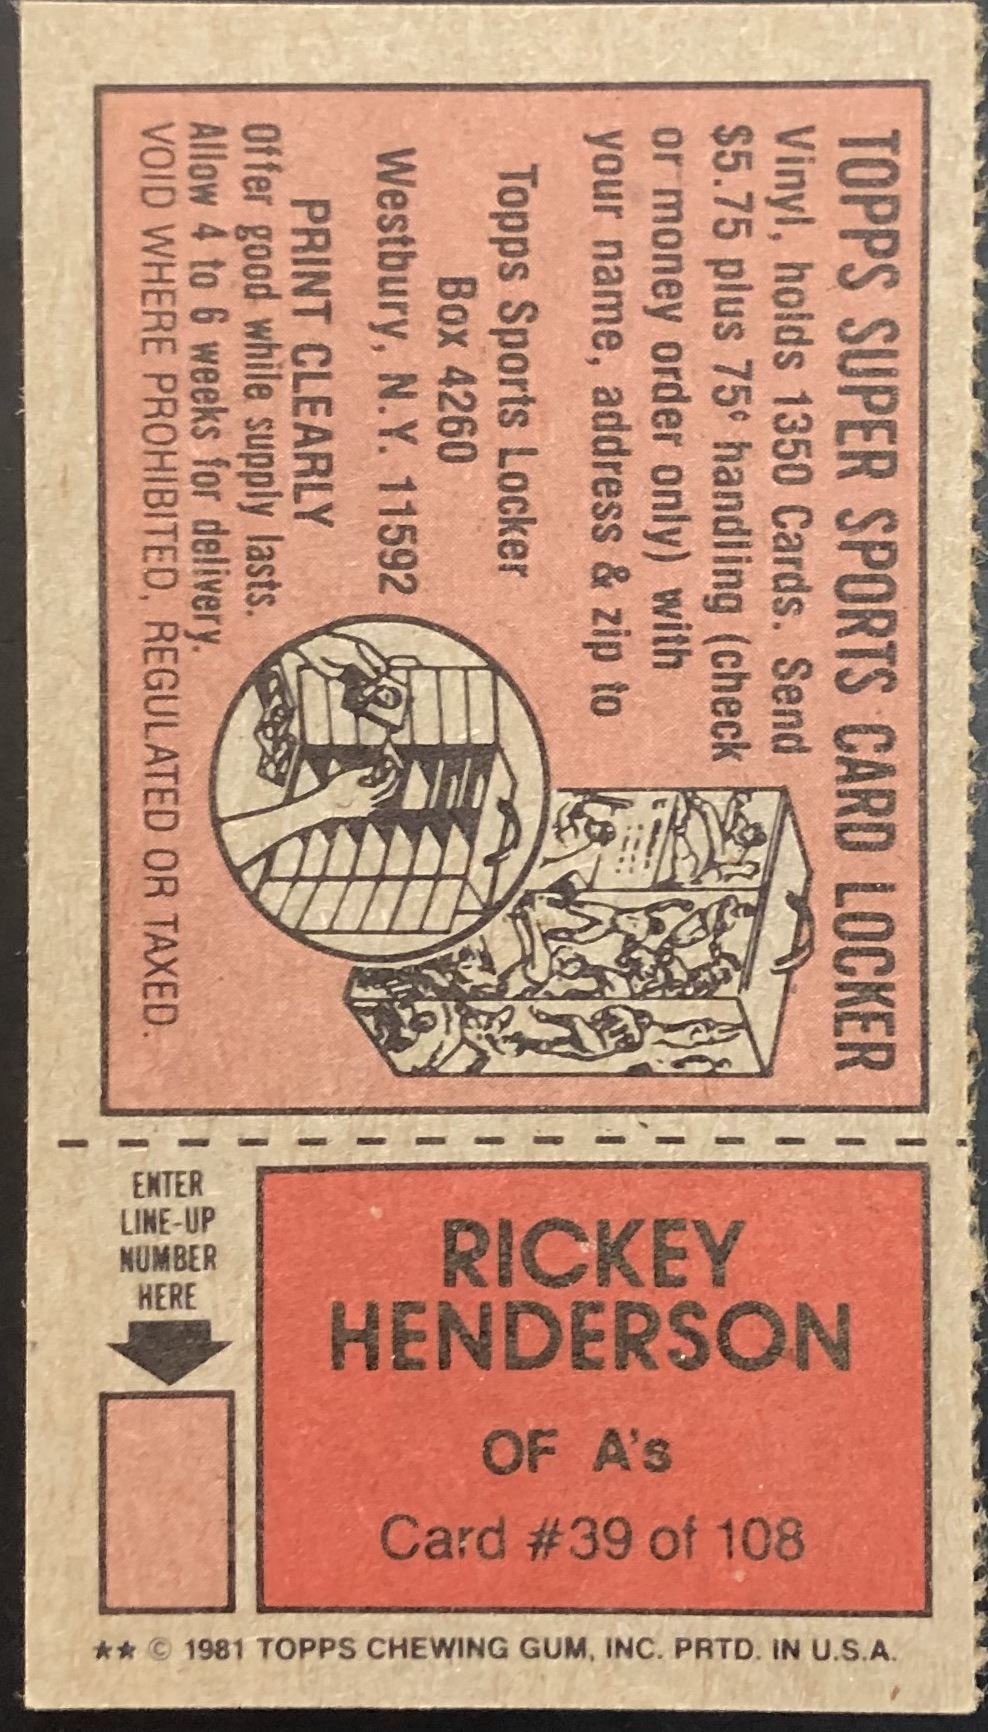 TOPPS SUPER SPORTS CARD LOCKER
Vinyl, holds 1350 Cards. Send
$5.75 plus 75¢ handling (check
or money order only) with
your name, address & zip to
Topps Sports Locker
Box 4260
Westbury, N.Y. 11592
PRINT CLEARLY
Offer good while supply lasts.
Allow 4 to 6 weeks for delivery.
VOID WHERE PROHIBITED, REGULATED OR TAXED.
ENTER
LINE-UP
NUMBER
HERE
RICKEY
HENDERSON
OF A's
Card #39 of 108
★★ © 1981 TOPPS CHEWING GUM, INC. PRTD. IN U.S.A.